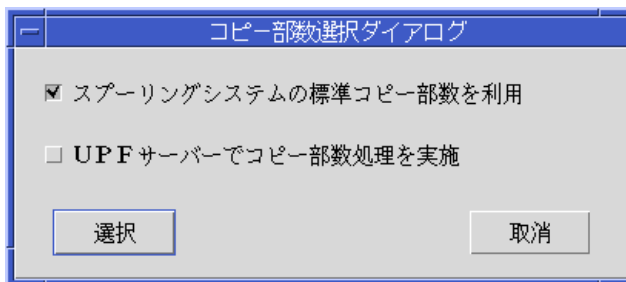 コピー部数選択ダイアログ
スプーリングシステムの標準コピー部数を利用
ＵＰＦサーバーでコピー部数処理を実施
選択
取消